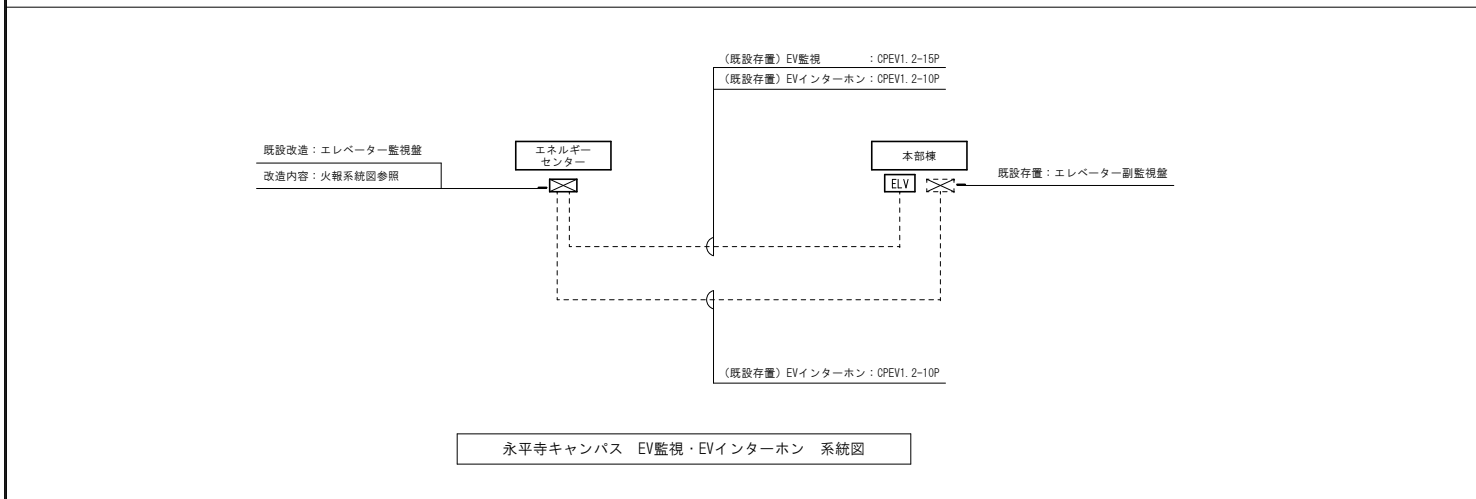 （既設存置）EV監視　　　：CPEV1.2-15P
（既設存置）EVインターホン：CPEV1.2-10P
既設改造：エレベーター監視盤
改造内容：火報系統図参照
エネルギー
センター
本部棟
ELV
既設存置：エレベーター副監視盤
（既設存置）EVインターホン：CPEV1.2-10P
永平寺キャンパス　EV監視・EVインターホン　系統図